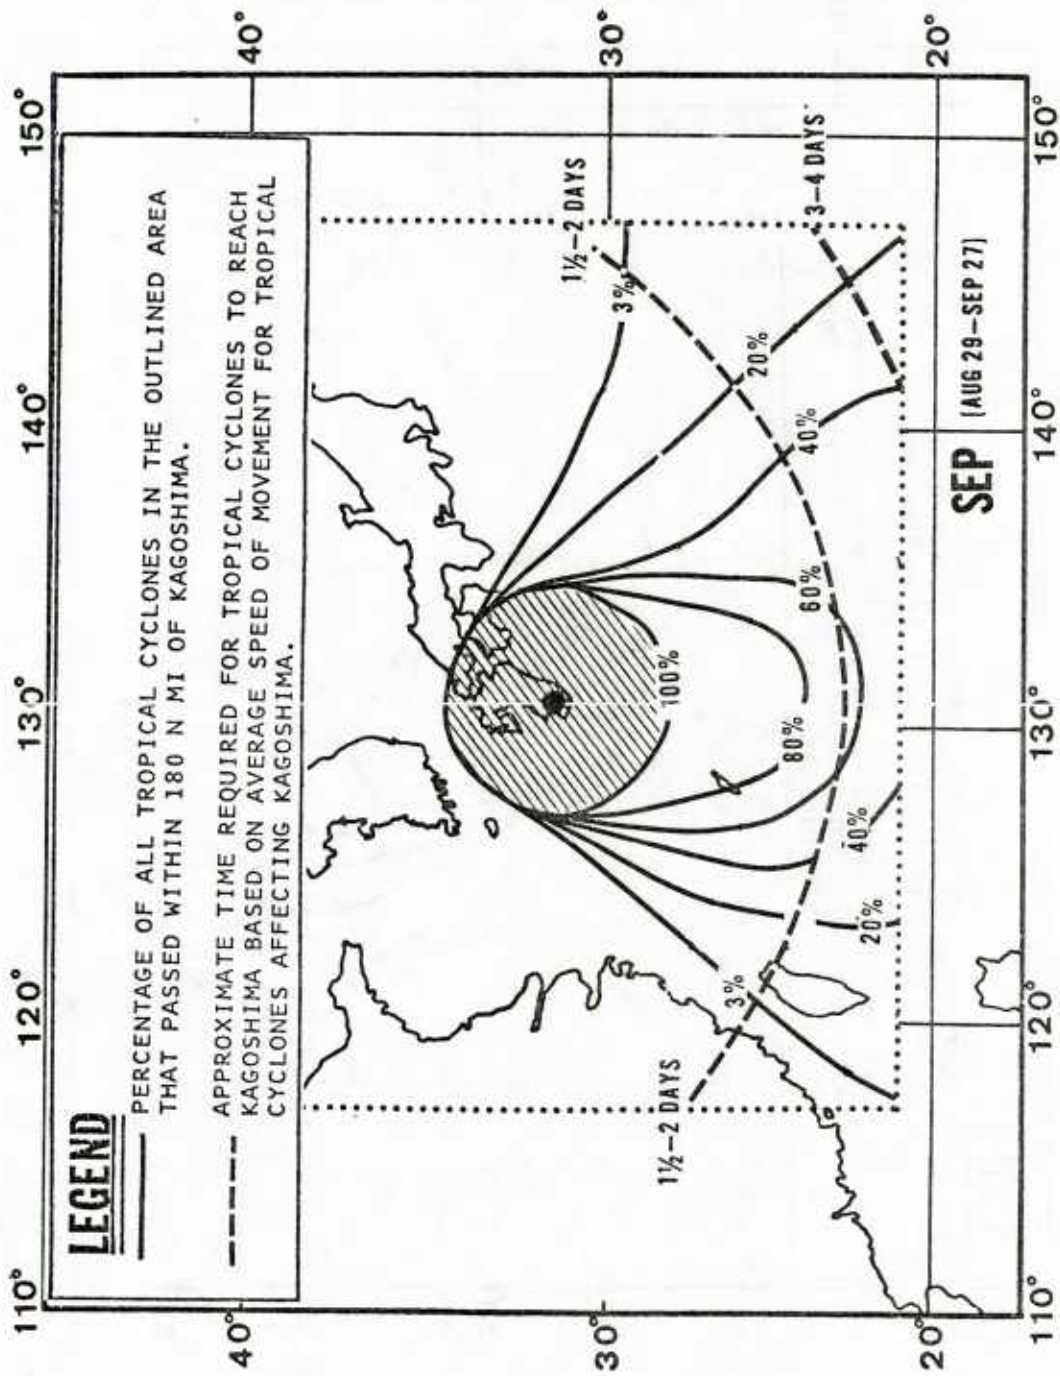 LEGEND
PERCENTAGE OF ALL TROPICAL CYCLONES IN THE OUTLINED AREA
THAT PASSED WITHIN 180 N MI OF KAGOSHIMA.
APPROXIMATE TIME REQUIRED FOR TROPICAL CYCLONES TO REACH
KAGOSHIMA BASED ON AVERAGE SPEED OF MOVEMENT FOR TROPICAL
CYCLONES AFFECTING KAGOSHIMA.
110°
120°
130°
140°
150°
40°
40°
30°
30°
20°
20°
1½-2 DAYS
1½-2 DAYS
3-4 DAYS
3%
3%
100%
80%
60%
40%
40%
20%
20%
SEP [AUG 29-SEP 27]
110°
120°
130°
140°
150°